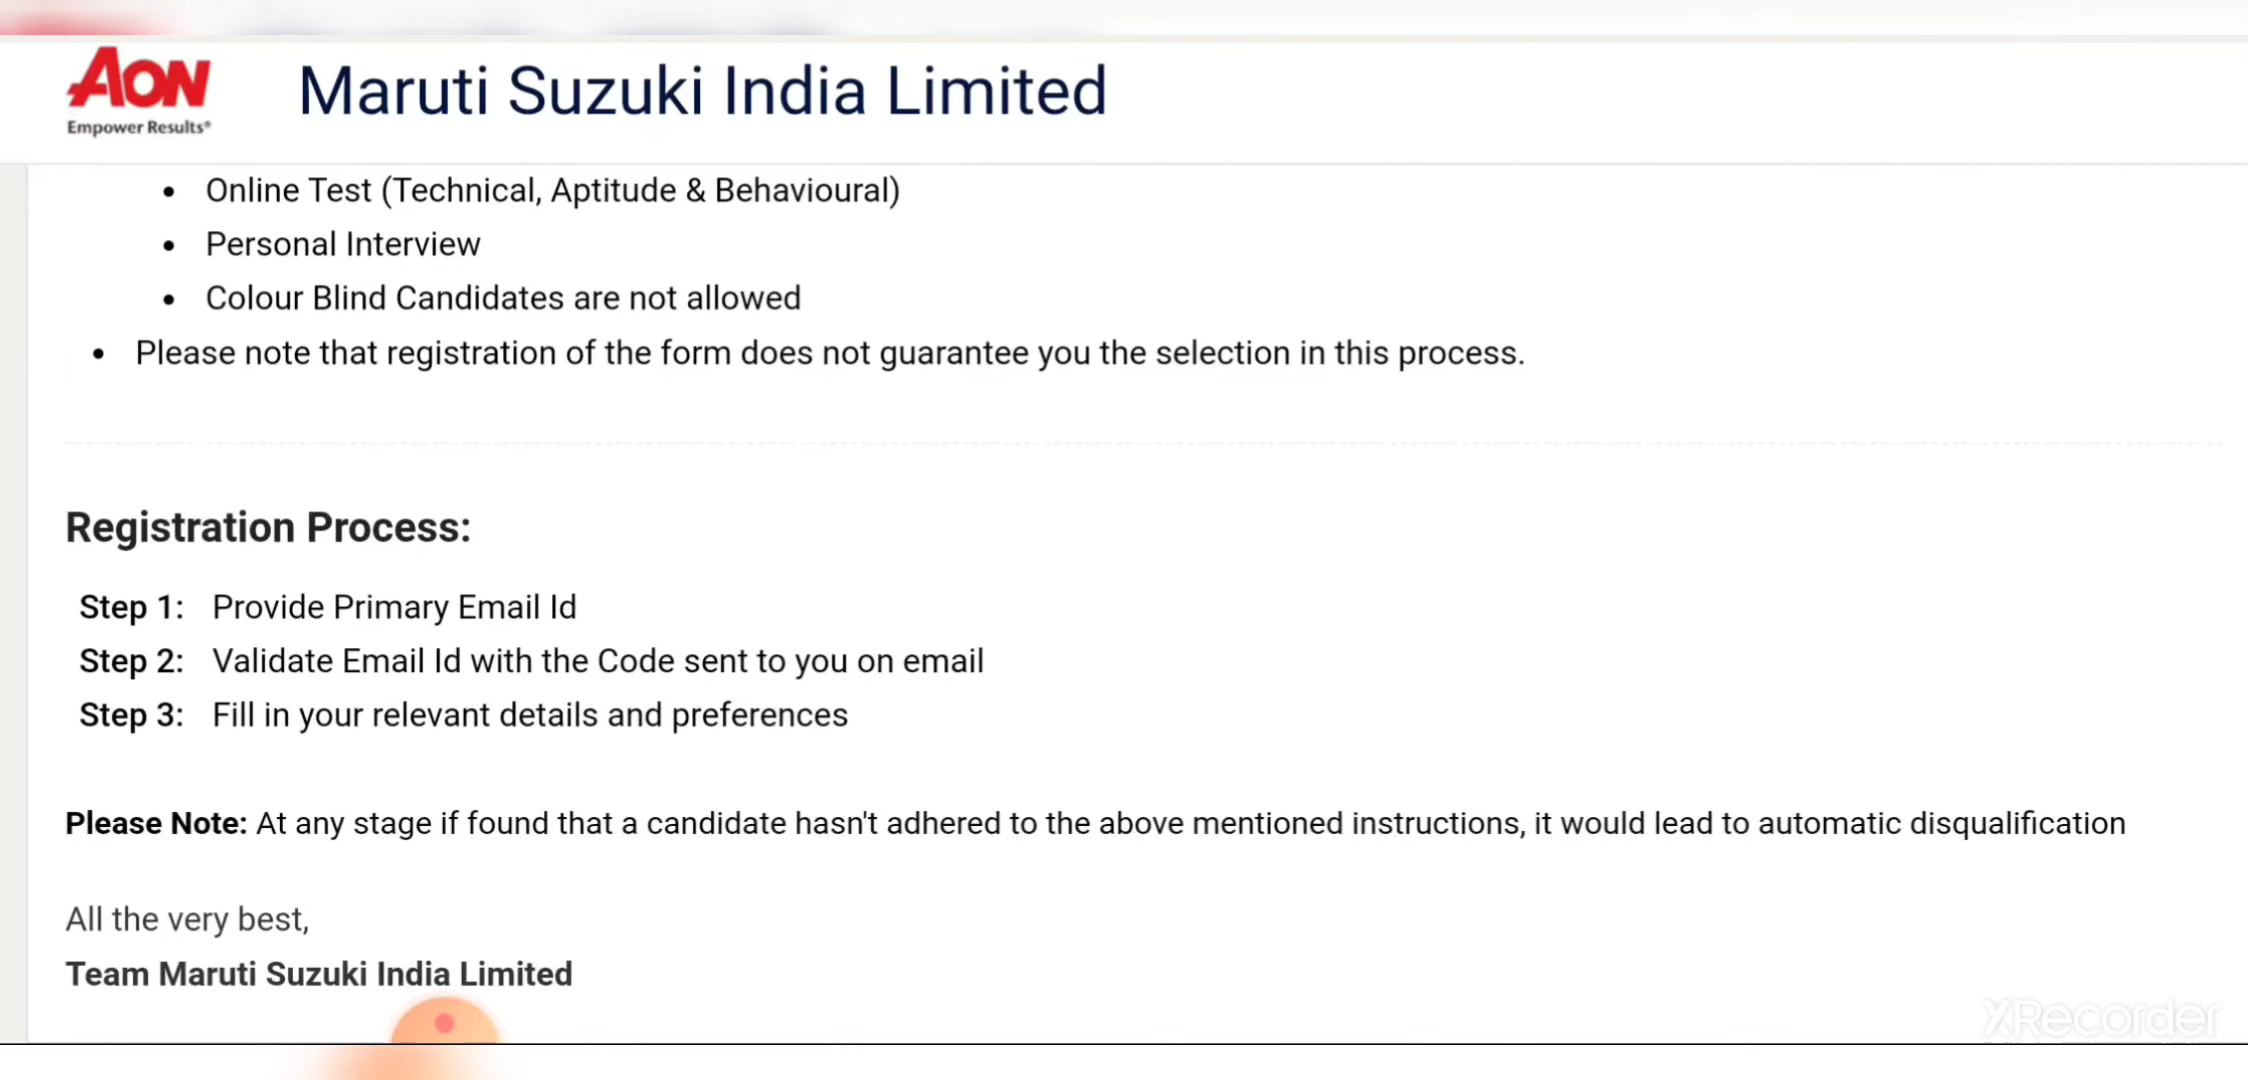 AON
Empower Results®
Maruti Suzuki India Limited
• Online Test (Technical, Aptitude & Behavioural)
• Personal Interview
• Colour Blind Candidates are not allowed
• Please note that registration of the form does not guarantee you the selection in this process.
Registration Process:
Step 1: Provide Primary Email Id
Step 2: Validate Email Id with the Code sent to you on email
Step 3: Fill in your relevant details and preferences
Please Note: At any stage if found that a candidate hasn't adhered to the above mentioned instructions, it would lead to automatic disqualification
All the very best,
Team Maruti Suzuki India Limited
XRecorder